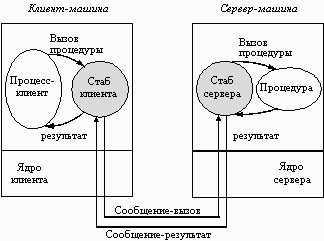 Клиент-машина
Вызов
процедуры
Процесс-
клиент
Стаб
клиента
результат
Ядро
клиента
Сервер-машина
Вызов
процедуры
Стаб
сервера
Процедура
результат
Ядро
сервера
Сообщение-вызов
Сообщение-результат